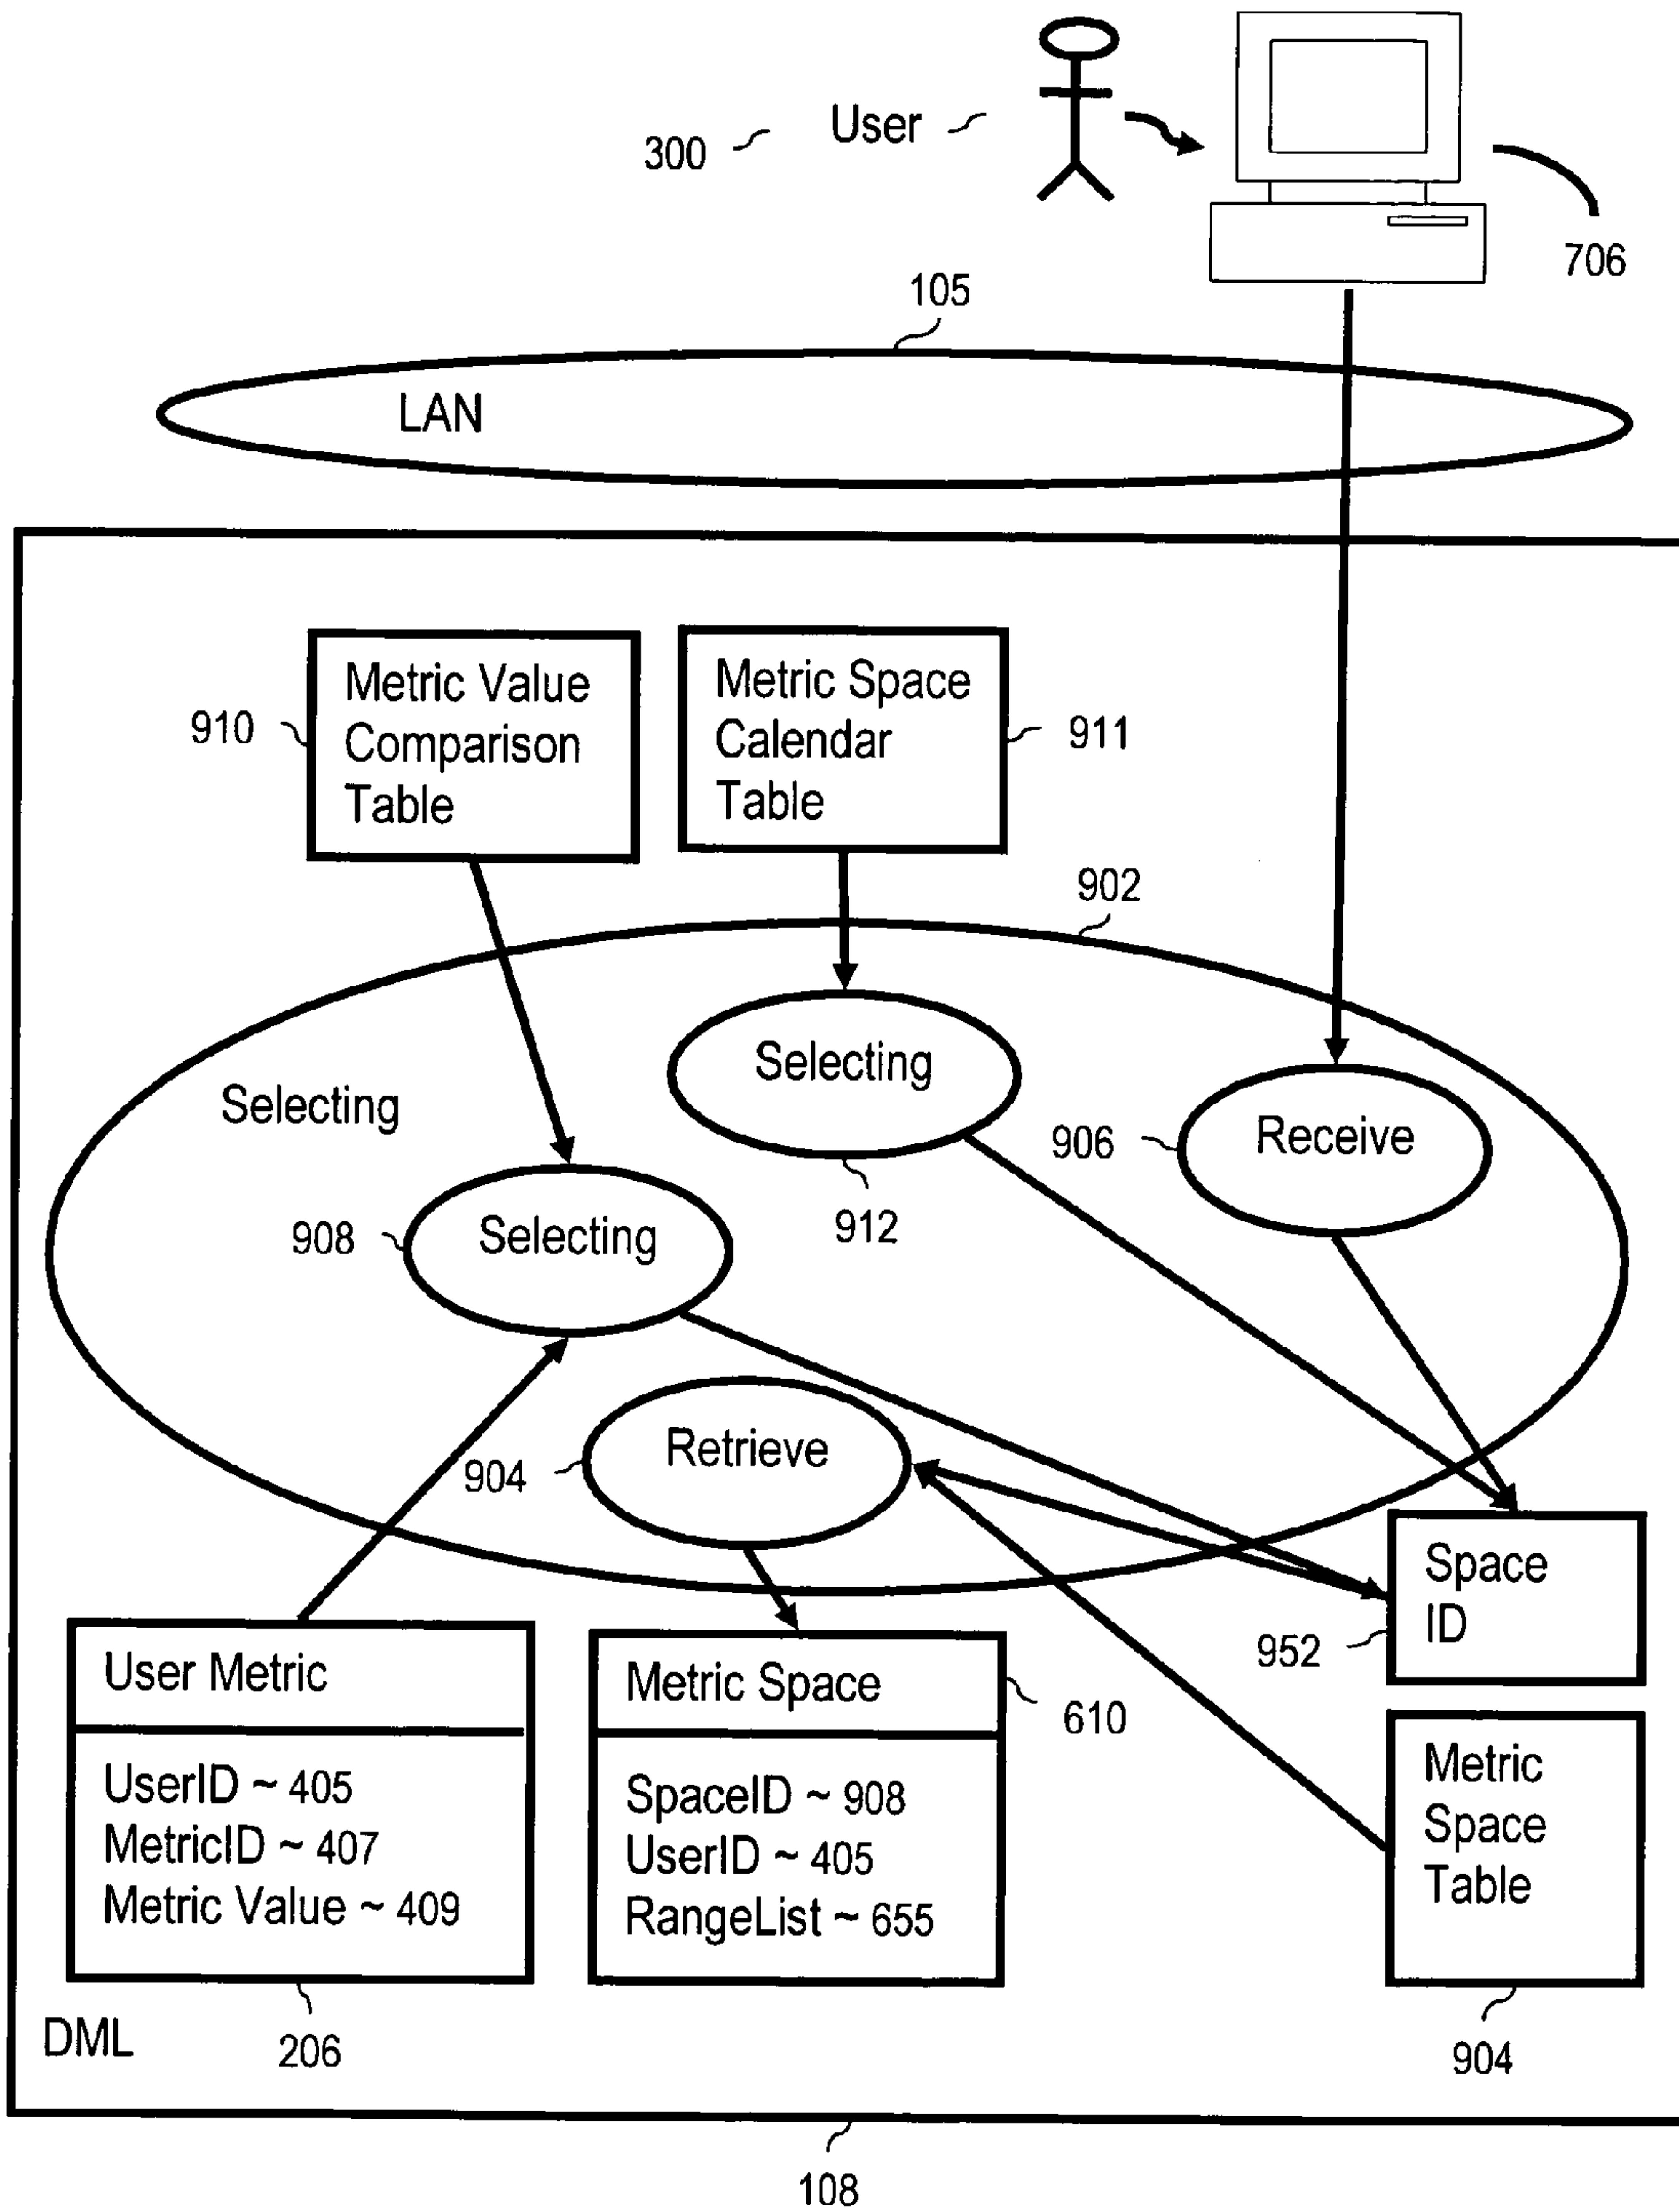 User
300
706
105
LAN
Metric Value
Comparison
Table
910
Metric Space
Calendar
Table
911
902
Selecting
Selecting
912
Receive
906
Selecting
908
Retrieve
904
Space
ID
952
User Metric
UserID ~ 405
MetricID ~ 407
Metric Value ~ 409
206
Metric Space
610
SpaceID ~ 908
UserID ~ 405
RangeList ~ 655
Metric
Space
Table
904
DML
108